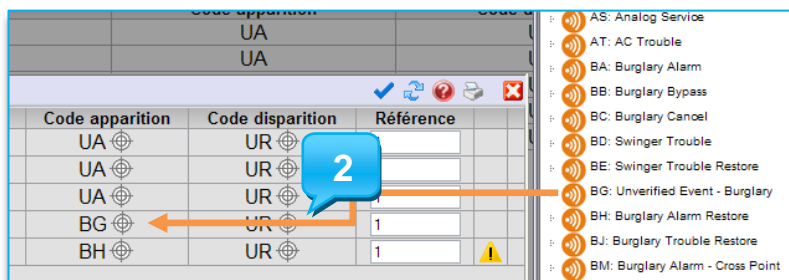 Code apparition
UA
UA
Code apparition Code disparition Référence
UA UR
UA UR
UA UR 1
BG UR 1
BH UR 1
2
AS: Analog Service
AT: AC Trouble
BA: Burglary Alarm
BB: Burglary Bypass
BC: Burglary Cancel
BD: Swinger Trouble
BE: Swinger Trouble Restore
BG: Unverified Event - Burglary
BH: Burglary Alarm Restore
BJ: Burglary Trouble Restore
BM: Burglary Alarm - Cross Point